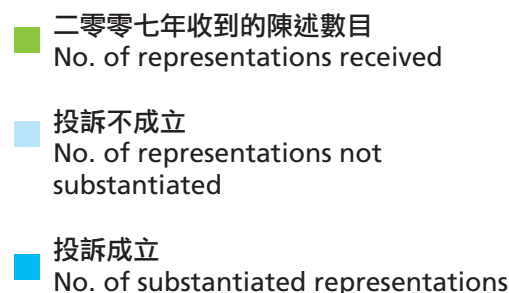 二零零七年收到的陳述數目
No. of representations received
投訴不成立
No. of representations not
substantiated
投訴成立
No. of substantiated representations